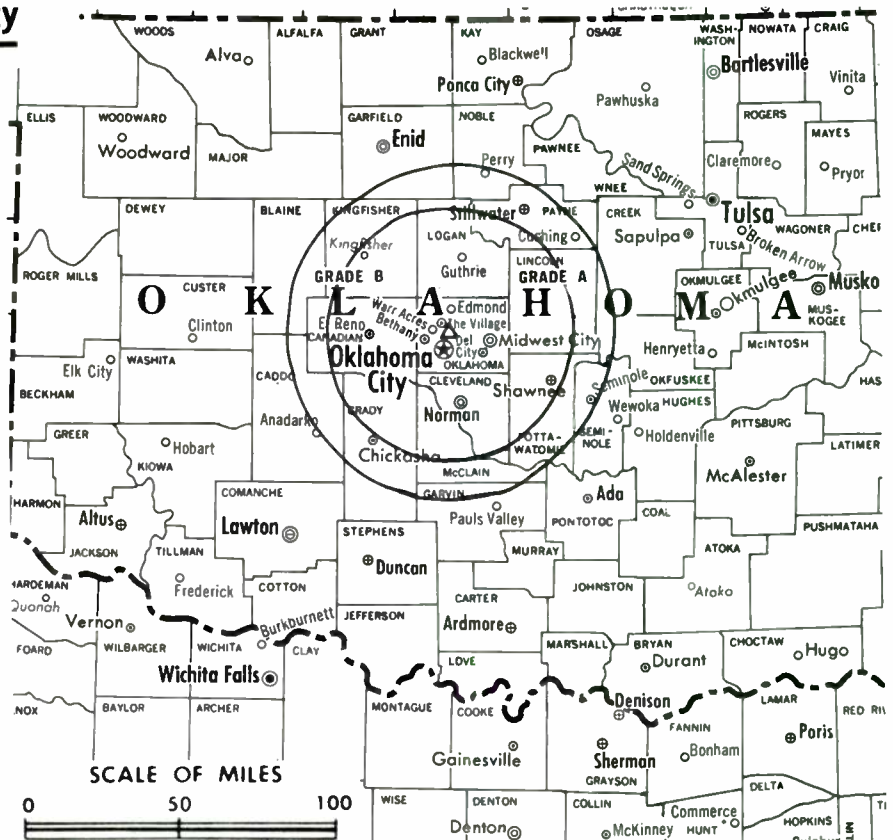 WOODS
ALFALFA
GRANT
KAY
OSAGE
WASH-
INGTON
NOWATA
CRAIG
Alva
Blackwell
Bartlesville
Ponca City
Pawhuska
Vinita
ELLIS
WOODWARD
GARFIELD
NOBLE
ROGERS
MAYES
Woodward
MAJOR
Enid
PAWNEE
Perry
Sand Springs
Claremore
Pryor
WNEE
DEWEY
BLAINE
KINGFISHER
Stillwater
PAYNE
CREEK
Tulsa
WAGONER
CHER
Kingfisher
LOGAN
Cushing
Sapulpa
TULSA
Broken Arrow
ROGER MILLS
GRADE B
Guthrie
LINCOLN
GRADE A
OKMULGEE
Okmulgee
Musko
CUSTER
OKLAHOMA
Clinton
Warr Acres
Edmond
MUS-
KOGEE
El Reno
Bethany
The Village
CANADIAN
Del
City
Midwest City
Henryetta
McINTOSH
WASHITA
Oklahoma
City
OKLAHOMA
Elk City
CADDO
CLEVELAND
Shawnee
Seminole
OKFUSKEE
HAS
BECKHAM
GRADY
Norman
Wewoka
HUGHES
PITTSBURG
Anadarko
GREER
Hobart
POTTA-
WATOMIE
SEMI-
NOLE
Holdenville
LATIMER
KIOWA
Chickasha
McCLAIN
McAlester
HARMON
COMANCHE
GARVIN
Ada
Altus
Lawton
Pauls Valley
PONTOTOC
COAL
PUSHMATAHA
JACKSON
TILLMAN
STEPHENS
MURRAY
ATOKA
HARDEMAN
Quanah
Frederick
COTTON
Duncan
JOHNSTON
Atoka
Vernon
CARTER
Burkburnett
JEFFERSON
Ardmore
FOARD
WILBARGER
WICHITA
CLAY
MARSHALL
BRYAN
CHOCTAW
Hugo
Wichita Falls
LOVE
Durant
NOX
BAYLOR
ARCHER
MONTAGUE
COOKE
Denison
LAMAR
RED RIV
FANNIN
Gainesville
Sherman
Bonham
Paris
GRAYSON
SCALE OF MILES
DELTA
0 50 100
WISE
DENTON
COLLIN
Commerce
HUNT
HOPKINS
Denton
McKinney